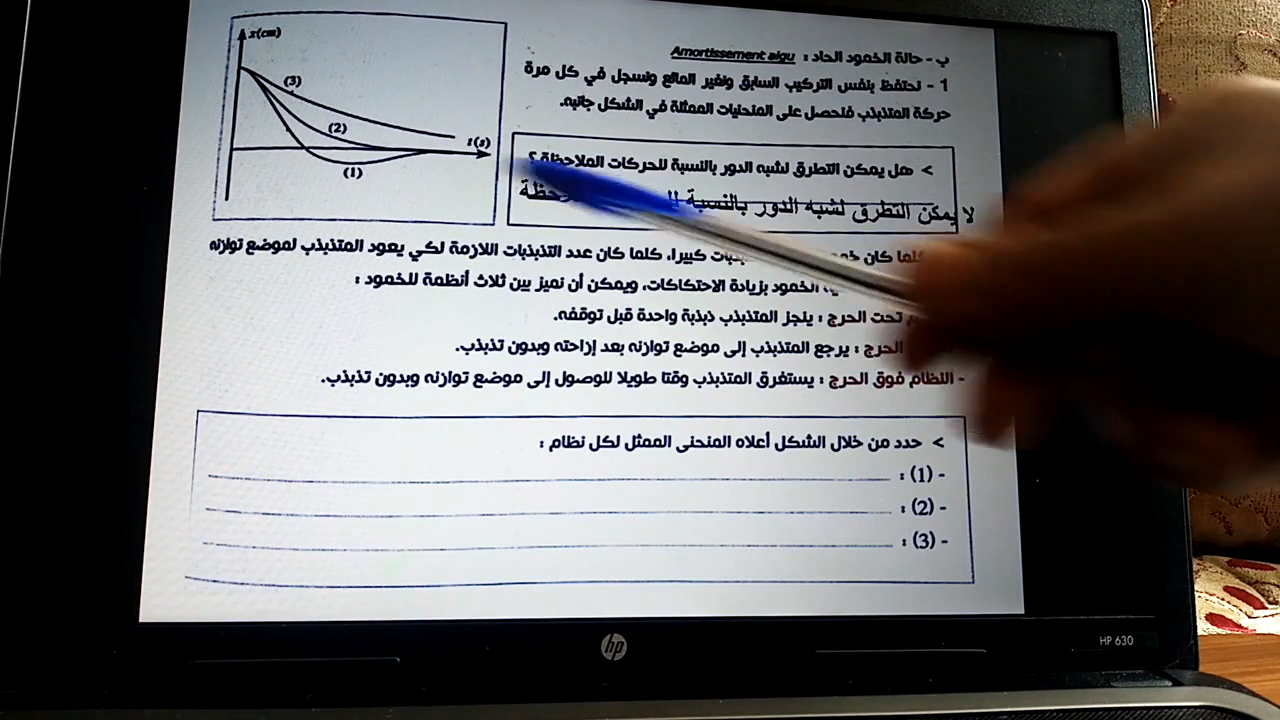 x(cm)
(3)
(2)
t(s)
(1)
ب - حالة الخمود الحاد : Amortissement aigu
1 - نحتفظ بنفس التركيب السابق ونغير المائع ونسجل في كل مرة
حركة المتذبذب فنحصل على المنحنيات الممثلة في الشكل جانبه.
> هل يمكن التطرق لشبه الدور بالنسبة للحركات الملاحظة ؟
لا يمكن التطرق لشبه الدور بالنسبة
كلما كان كبيرا، كلما كان عدد التذبذبات اللازمة لكي يعود المتذبذب لموضع توازنه
الخمود بزيادة الاحتكاكات، ويمكن أن نميز بين ثلاث أنظمة للخمود :
تحت الحرج : ينجز المتذبذب ذبذبة واحدة قبل توقفه.
الحرج : يرجع المتذبذب إلى موضع توازنه بعد إزاحته وبدون تذبذب.
- النظام فوق الحرج : يستغرق المتذبذب وقتا طويلا للوصول إلى موضع توازنه وبدون تذبذب.
> حدد من خلال الشكل أعلاه المنحنى الممثل لكل نظام :
- (1) :
- (2) :
- (3) :
hp
HP 630